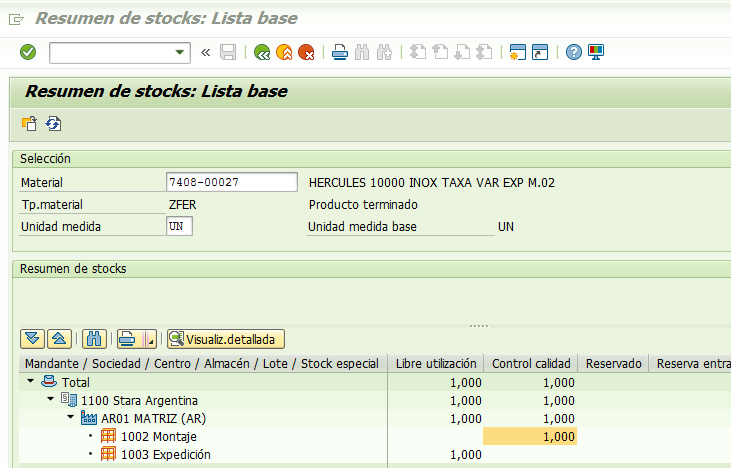 Resumen de stocks: Lista base
Resumen de stocks: Lista base
Selección
Material 7408-00027 HERCULES 10000 INOX TAXA VAR EXP M.02
Tp.material ZFER Producto terminado
Unidad medida UN Unidad medida base UN
Resumen de stocks
Visualiz.detallada
Mandante / Sociedad / Centro / Almacén / Lote / Stock especial Libre utilización Control calidad Reservado Reserva entra
Total 1,000 1,000
1100 Stara Argentina 1,000 1,000
AR01 MATRIZ (AR) 1,000 1,000
1002 Montaje 1,000
1003 Expedición 1,000